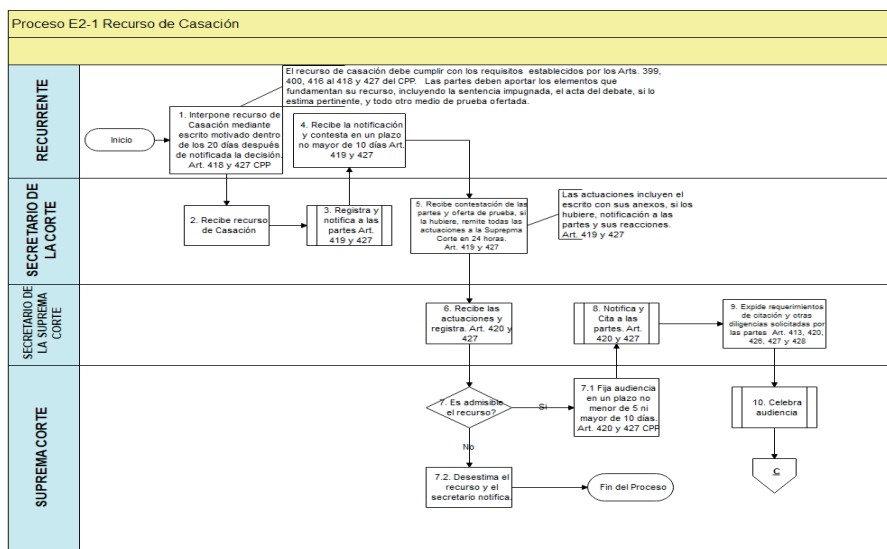 Proceso E2-1 Recurso de Casación
RECURRENTE
El recurso de casación debe cumplir con los requisitos establecidos por los Arts. 399,
400, 416 al 418 y 427 del CPP. Las partes deben aportar los elementos que
fundamentan su recurso, incluyendo la sentencia impugnada, el acta del debate, si lo
estima pertinente, y todo otro medio de prueba ofertada.
Inicio
1. Interpone recurso de
Casación mediante
escrito motivado dentro
de los 20 días después
de notificada la decisión.
Art. 418 y 427 CPP
4. Recibe la notificación
y contesta en un plazo
no mayor de 10 días Art.
419 y 427
SECRETARIO DE
LA CORTE
2. Recibe recurso
de Casación
3. Registra y
notifica a las
partes Art.
419 y 427
5. Recibe contestación de las
partes y oferta de prueba, si
la hubiere, remite todas las
actuaciones a la Supreprma
Corte en 24 horas.
Art. 419 y 427
Las actuaciones incluyen el
escrito con sus anexos, si los
hubiere, notificación a las
partes y sus reacciones.
Art. 419 y 427
SECRETARIO DE
LA SUPREMA
CORTE
6. Recibe las
actuaciones y
registra. Art. 420 y
427
8. Notifica y
Cita a las
partes. Art.
420 y 427
9. Expide requerimientos
de citación y otras
diligencias solicitadas por
las partes Art. 413, 420,
426, 427 y 428
SUPREMA CORTE
7. Es admisible
el recurso?
Si
7.1 Fija audiencia
en un plazo no
menor de 5 ni
mayor de 10 días.
Art. 420 y 427 CPP
10. Celebra
audiencia
No
7.2. Desestima el
recurso y el
secretario notifica.
Fin del Proceso
C